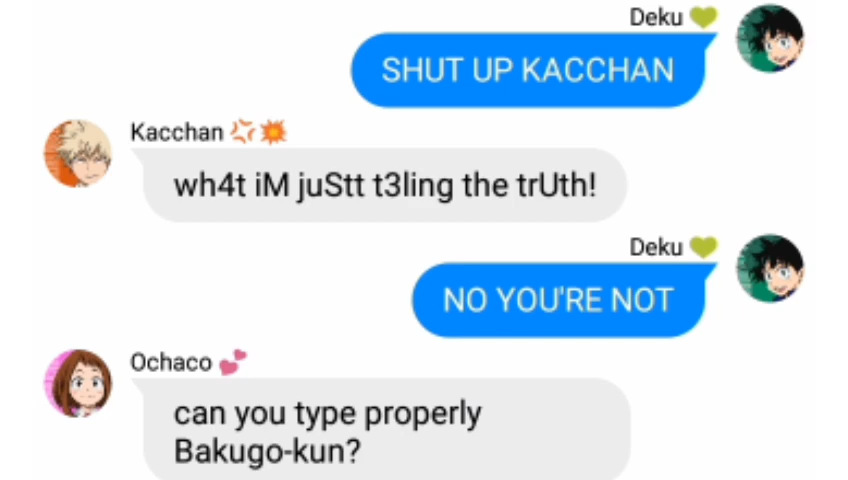 Deku 💚
SHUT UP KACCHAN
Kacchan 💢💥
wh4t iM juStt t3ling the trUth!
Deku 💚
NO YOU'RE NOT
Ochaco 💕
can you type properly
Bakugo-kun?